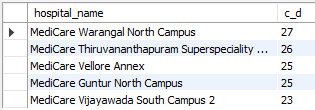 hospital_name c_d
MediCare Warangal North Campus 27
MediCare Thiruvananthapuram Superspeciality ... 26
MediCare Vellore Annex 25
MediCare Guntur North Campus 25
MediCare Vijayawada South Campus 2 23